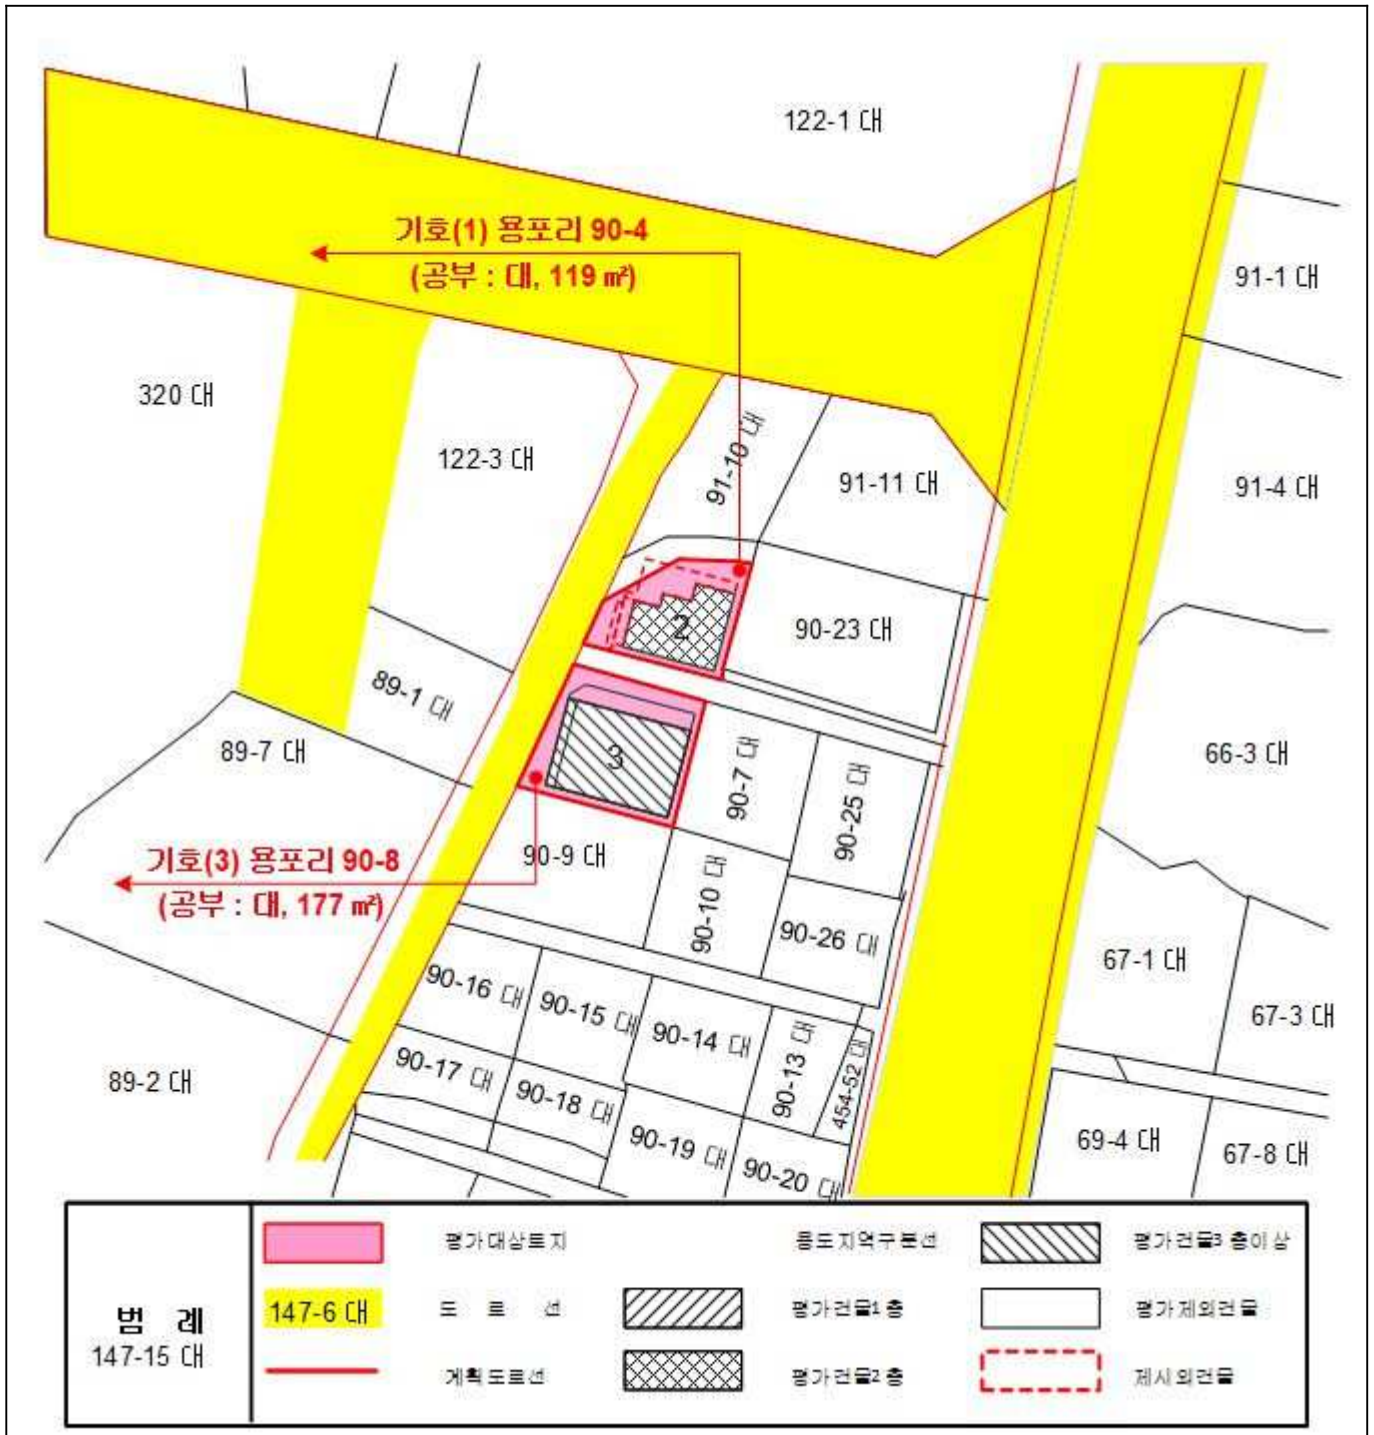 122-1 대
기호(1) 용포리 90-4
(공부 : 대, 119 ㎡)
91-1 대
320 대
122-3 대
91-10 대
91-11 대
91-4 대
2
90-23 대
89-1 대
89-7 대
3
90-7 대
90-25 대
66-3 대
기호(3) 용포리 90-8
(공부 : 대, 177 ㎡)
90-9 대
90-10 대
90-26 대
67-1 대
90-16 대
90-15 대
90-14 대
90-13 대
454-52 대
67-3 대
89-2 대
90-17 대
90-18 대
90-19 대
90-20 대
69-4 대
67-8 대
범 례
147-15 대
평가대상토지
용도지역구분선
평가건물3층이상
147-6 대
도 로 선
평가건물1층
평가제외건물
계획도로선
평가건물2층
제시외건물